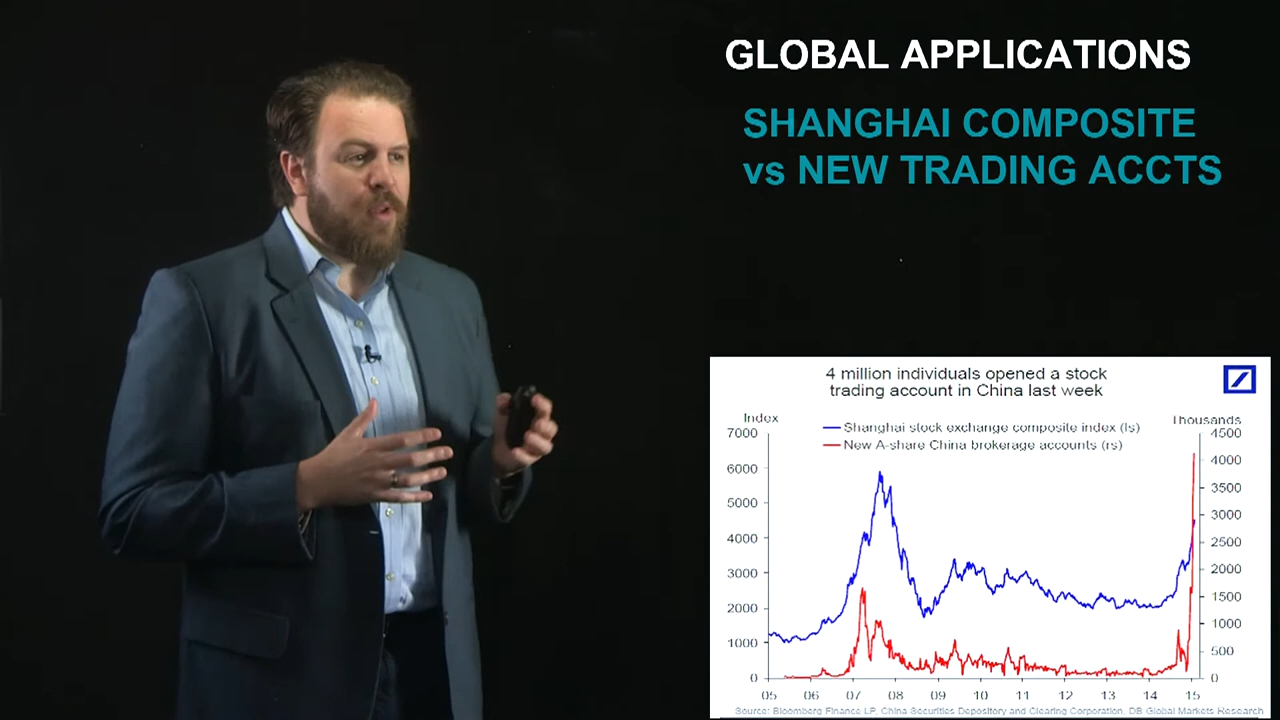 GLOBAL APPLICATIONS
SHANGHAI COMPOSITE
vs NEW TRADING ACCTS
4 million individuals opened a stock
trading account in China last week
Index
Thousands
Shanghai stock exchange composite index (ls)
New A-share China brokerage accounts (rs)
7000
6000
5000
4000
3000
2000
1000
0
4500
4000
3500
3000
2500
2000
1500
1000
500
0
05 06 07 08 09 10 11 12 13 14 15
Source: Bloomberg Finance LP, China Securities Depository and Clearing Corporation, DB Global Markets Research